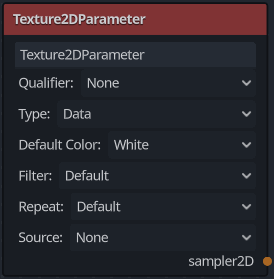 Texture2DParameter
Texture2DParameter
Qualifier: None
Type: Data
Default Color: White
Filter: Default
Repeat: Default
Source: None
sampler2D